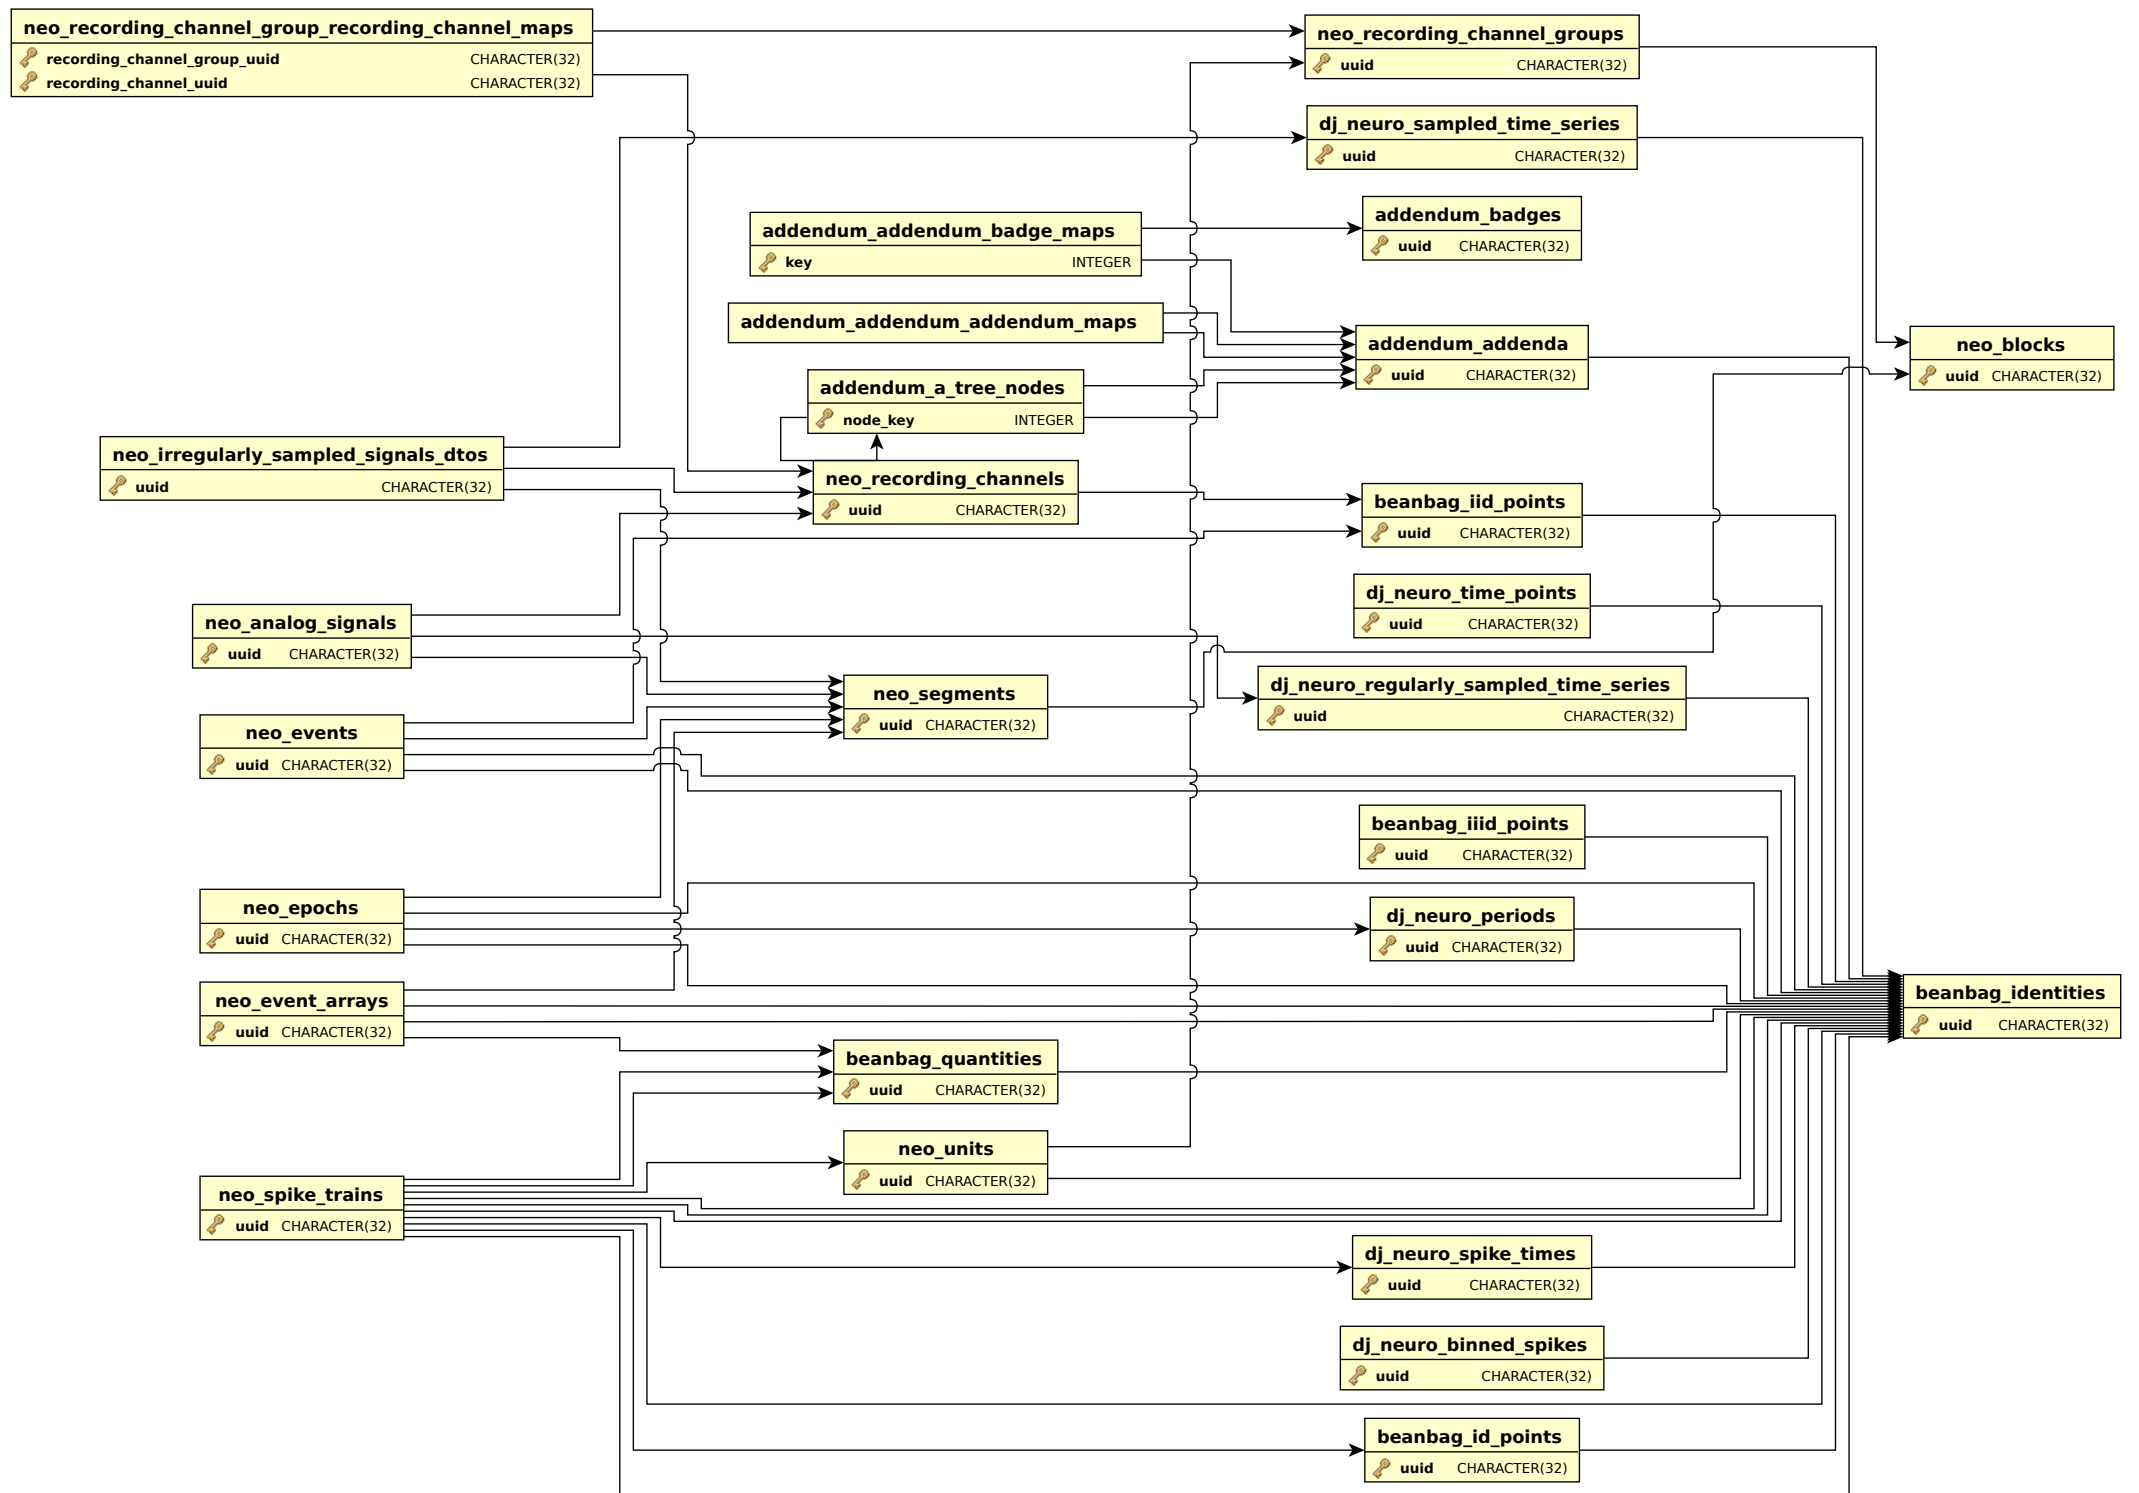 neo_recording_channel_group_recording_channel_maps
recording_channel_group_uuid CHARACTER(32)
recording_channel_uuid CHARACTER(32)
neo_recording_channel_groups
uuid CHARACTER(32)
dj_neuro_sampled_time_series
uuid CHARACTER(32)
addendum_badges
uuid CHARACTER(32)
addendum_addendum_badge_maps
key INTEGER
addendum_addendum_addendum_maps
addendum_addenda
uuid CHARACTER(32)
neo_blocks
uuid CHARACTER(32)
addendum_a_tree_nodes
node_key INTEGER
neo_irregularly_sampled_signals_dtos
uuid CHARACTER(32)
neo_recording_channels
uuid CHARACTER(32)
beanbag_iid_points
uuid CHARACTER(32)
dj_neuro_time_points
uuid CHARACTER(32)
neo_analog_signals
uuid CHARACTER(32)
dj_neuro_regularly_sampled_time_series
uuid CHARACTER(32)
neo_segments
uuid CHARACTER(32)
neo_events
uuid CHARACTER(32)
beanbag_iiid_points
uuid CHARACTER(32)
neo_epochs
uuid CHARACTER(32)
dj_neuro_periods
uuid CHARACTER(32)
neo_event_arrays
uuid CHARACTER(32)
beanbag_identities
uuid CHARACTER(32)
beanbag_quantities
uuid CHARACTER(32)
neo_units
uuid CHARACTER(32)
neo_spike_trains
uuid CHARACTER(32)
dj_neuro_spike_times
uuid CHARACTER(32)
dj_neuro_binned_spikes
uuid CHARACTER(32)
beanbag_id_points
uuid CHARACTER(32)